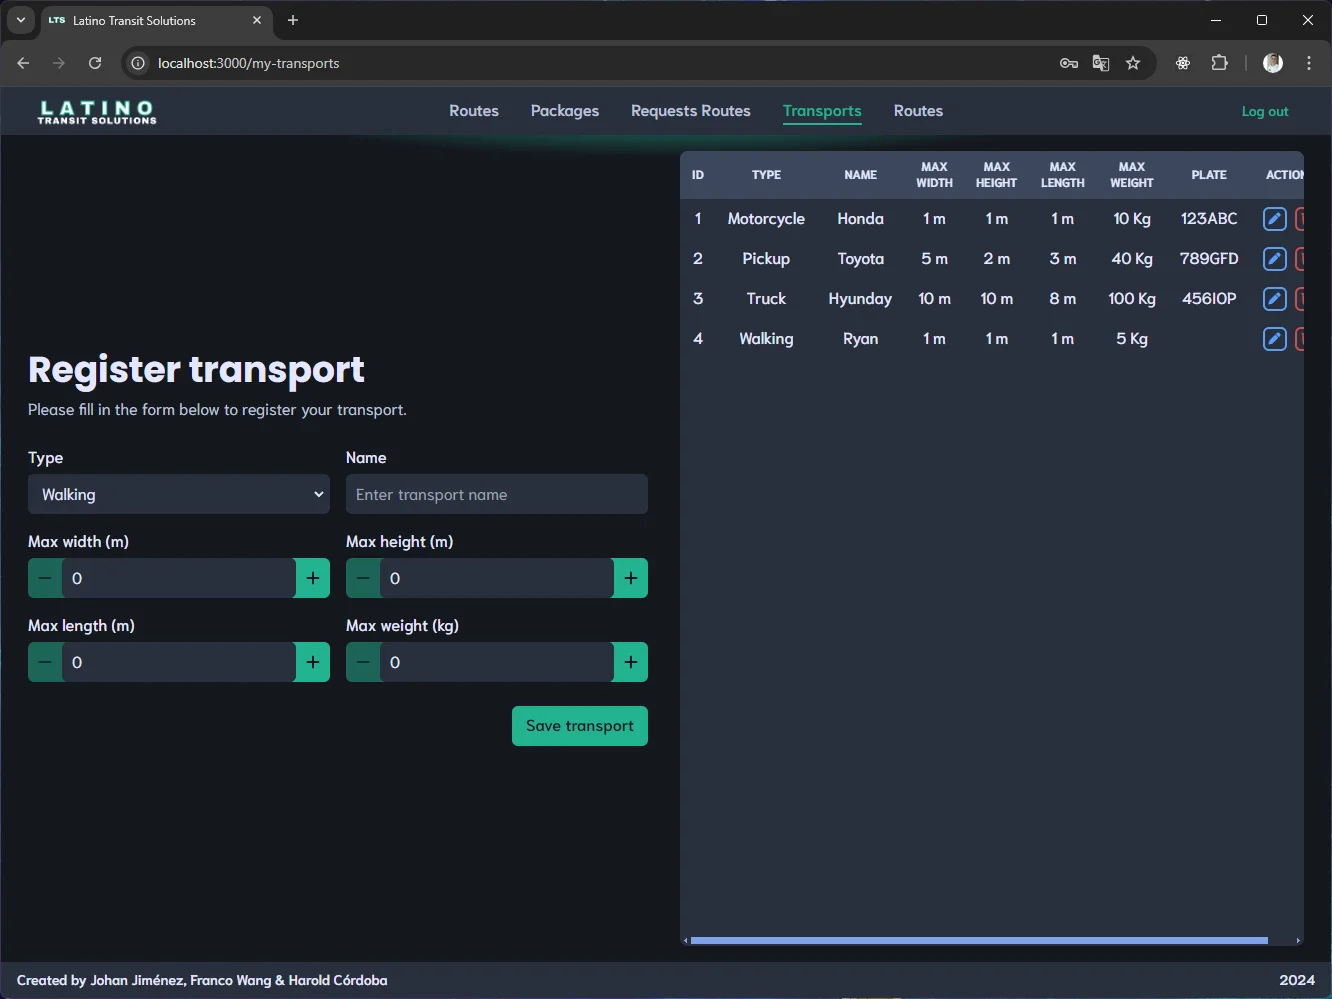 LTS Latino Transit Solutions
localhost:3000/my-transports
LATINO
TRANSIT SOLUTIONS
Routes Packages Requests Routes Transports Routes Log out
Register transport
Please fill in the form below to register your transport.
Type Name
Walking Enter transport name
Max width (m) Max height (m)
0 0
Max length (m) Max weight (kg)
0 0
Save transport
ID TYPE NAME MAX WIDTH MAX HEIGHT MAX LENGTH MAX WEIGHT PLATE ACTION
1 Motorcycle Honda 1 m 1 m 1 m 10 Kg 123ABC
2 Pickup Toyota 5 m 2 m 3 m 40 Kg 789GFD
3 Truck Hyunday 10 m 10 m 8 m 100 Kg 456IOP
4 Walking Ryan 1 m 1 m 1 m 5 Kg
Created by Johan Jiménez, Franco Wang & Harold Córdoba 2024